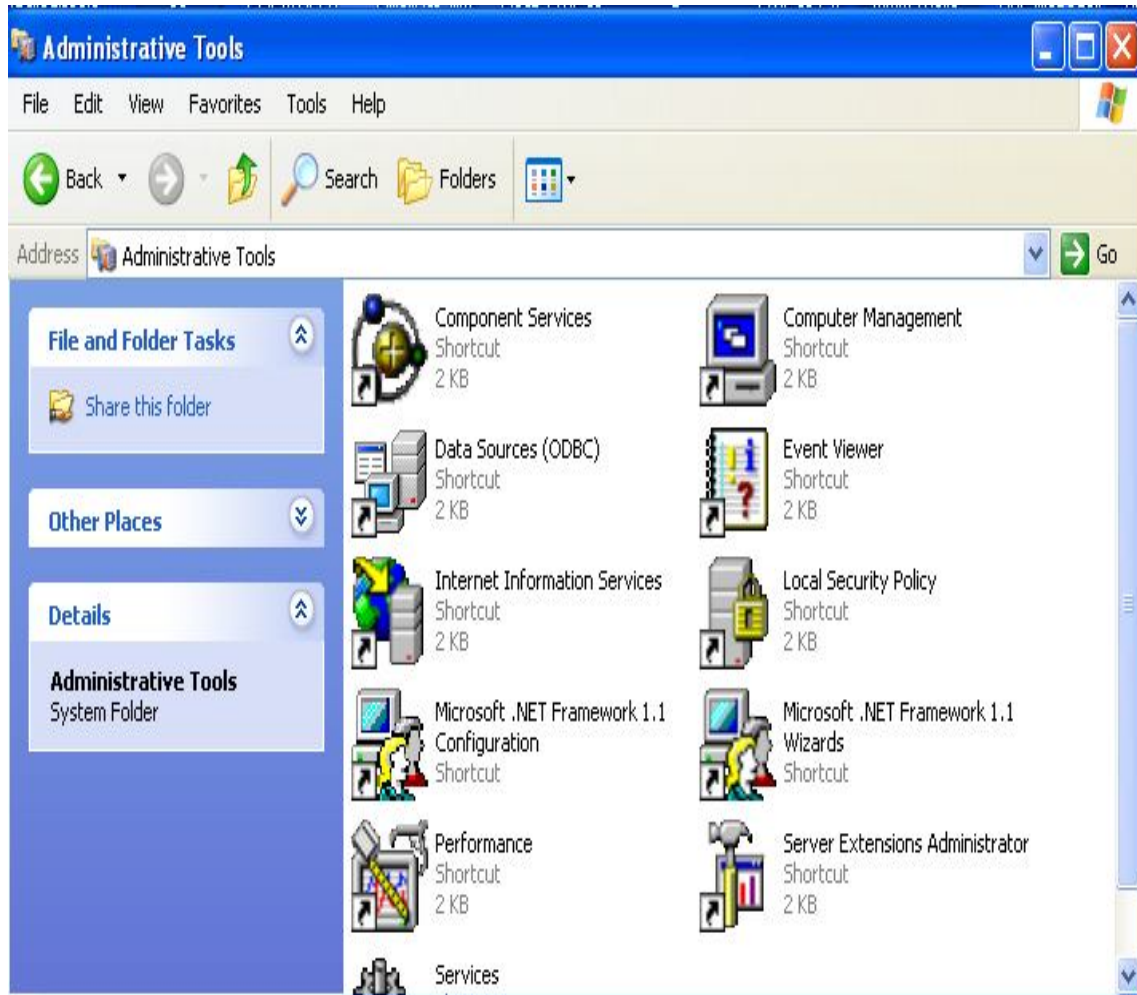 Administrative Tools
File Edit View Favorites Tools Help
Back Search Folders
Address Administrative Tools Go
File and Folder Tasks
Share this folder
Other Places
Details
Administrative Tools
System Folder
Component Services
Shortcut
2 KB
Computer Management
Shortcut
2 KB
Data Sources (ODBC)
Shortcut
2 KB
Event Viewer
Shortcut
2 KB
Internet Information Services
Shortcut
2 KB
Local Security Policy
Shortcut
2 KB
Microsoft .NET Framework 1.1
Configuration
Shortcut
Microsoft .NET Framework 1.1
Wizards
Shortcut
Performance
Shortcut
2 KB
Server Extensions Administrator
Shortcut
2 KB
Services